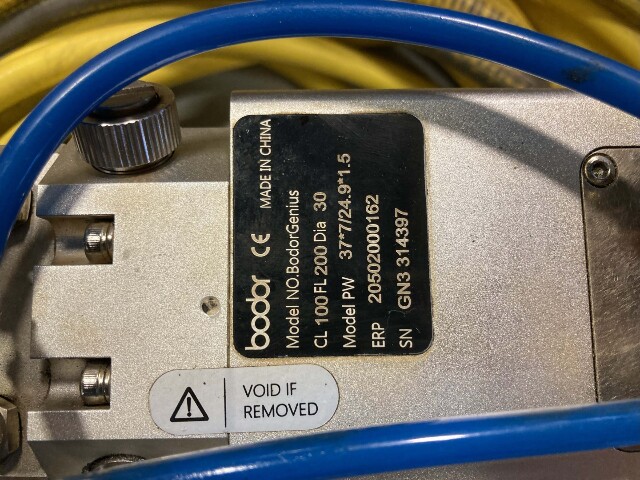 bodor CE MADE IN CHINA
Model NO.BodorGenius
CL 100 FL 200 Dia 30
Model PW 37*7/24.9*1.5
ERP 20502000162
SN GN3 314397
VOID IF
REMOVED